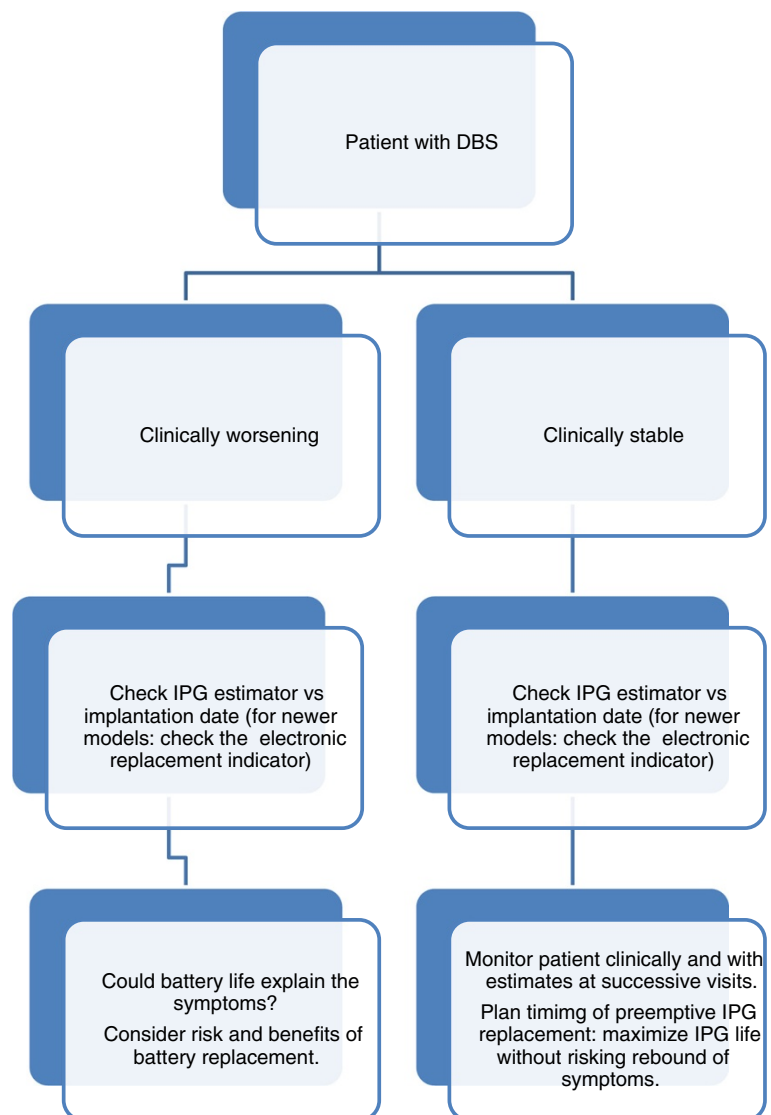 Patient with DBS
Clinically worsening
Clinically stable
Check IPG estimator vs
implantation date (for newer
models: check the electronic
replacement indicator)
Check IPG estimator vs
implantation date (for newer
models: check the electronic
replacement indicator)
Could battery life explain the
symptoms?
Consider risk and benefits of
battery replacement.
Monitor patient clinically and with
estimates at successive visits.
Plan timimg of preemptive IPG
replacement: maximize IPG life
without risking rebound of
symptoms.